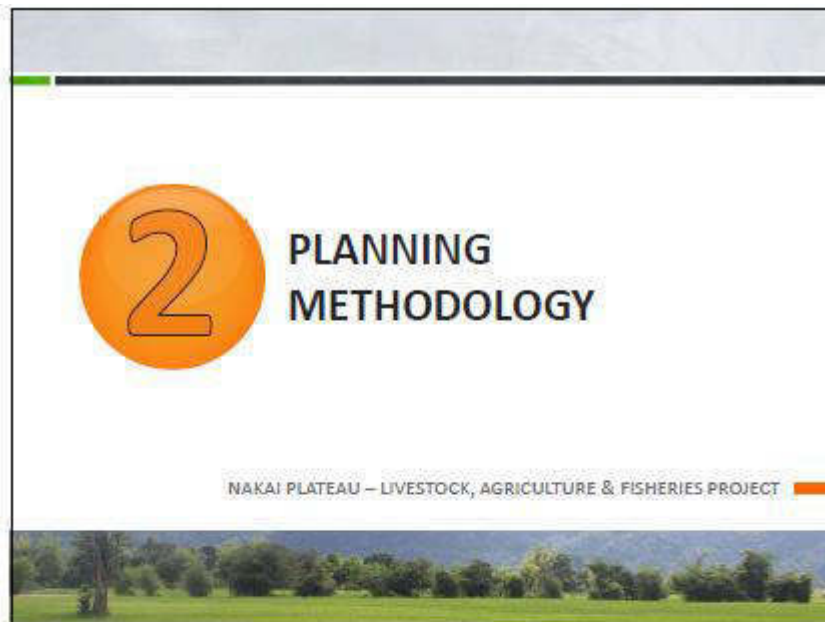 2
PLANNING
METHODOLOGY
NAKAI PLATEAU – LIVESTOCK, AGRICULTURE & FISHERIES PROJECT